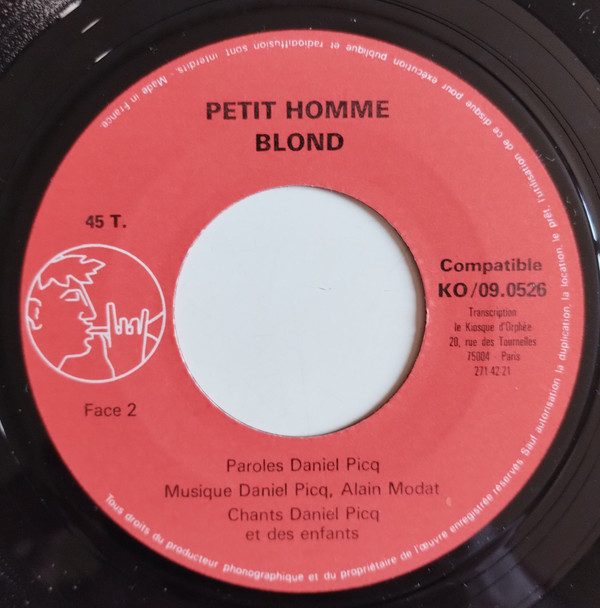 PETIT HOMME
BLOND
45 T.
Compatible
KO/09.0526
Transcription
le Kiosque d'Orphée
20, rue des Tournelles
75004 - Paris
271 42-21
Face 2
Paroles Daniel Picq
Musique Daniel Picq, Alain Modat
Chants Daniel Picq
et des enfants
Tous droits du producteur phonographique et du propriétaire de l'œuvre enregistrée réservés Sauf autorisation la duplication, la location le prêt, l'utilisation de ce disque pour exécution publique et radiodiffusion sont interdits. - Made in France